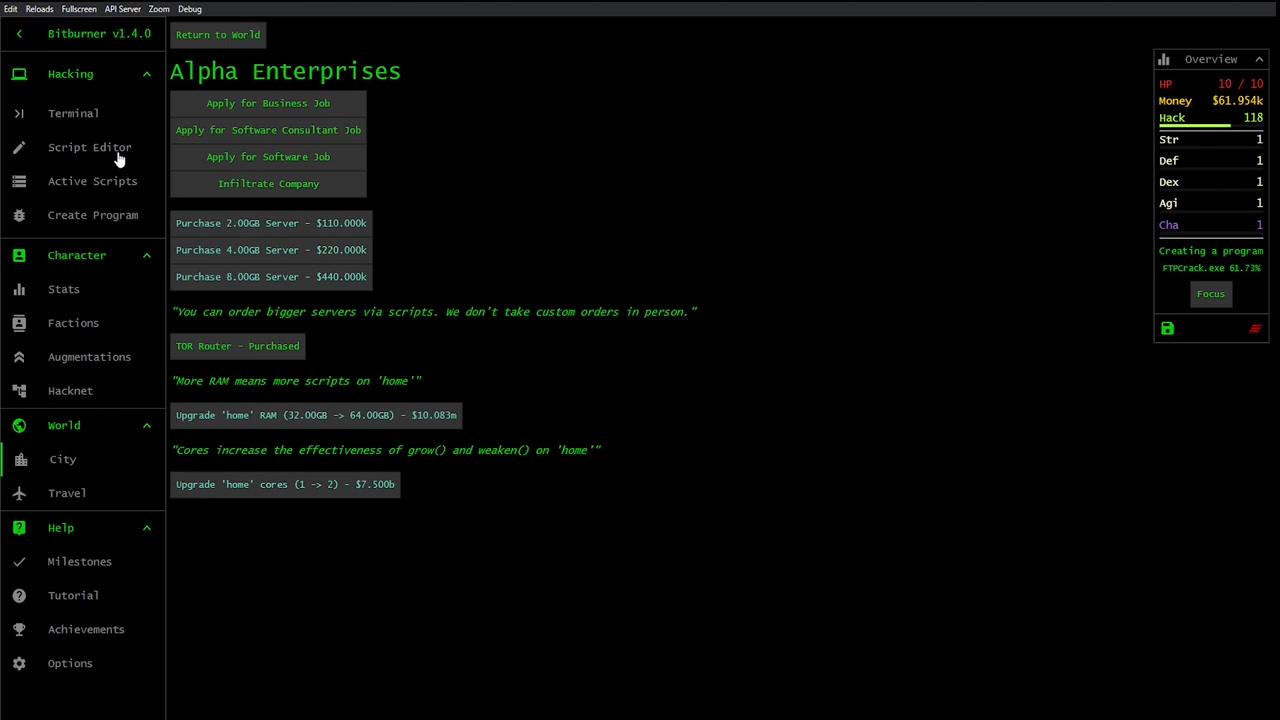 Edit Reloads Fullscreen API Server Zoom Debug
Bitburner v1.4.0
Hacking
Terminal
Script Editor
Active Scripts
Create Program
Character
Stats
Factions
Augmentations
Hacknet
World
City
Travel
Help
Milestones
Tutorial
Achievements
Options
Return to World
Alpha Enterprises
Apply for Business Job
Apply for Software Consultant Job
Apply for Software Job
Infiltrate Company
Purchase 2.00GB Server - $110.000k
Purchase 4.00GB Server - $220.000k
Purchase 8.00GB Server - $440.000k
"You can order bigger servers via scripts. We don't take custom orders in person."
TOR Router - Purchased
"More RAM means more scripts on 'home'"
Upgrade 'home' RAM (32.00GB -> 64.00GB) - $10.083m
"Cores increase the effectiveness of grow() and weaken() on 'home'"
Upgrade 'home' cores (1 -> 2) - $7.500b
Overview
HP 10 / 10
Money $61.954k
Hack 118
Str 1
Def 1
Dex 1
Agi 1
Cha 1
Creating a program
FTPCrack.exe 61.73%
Focus